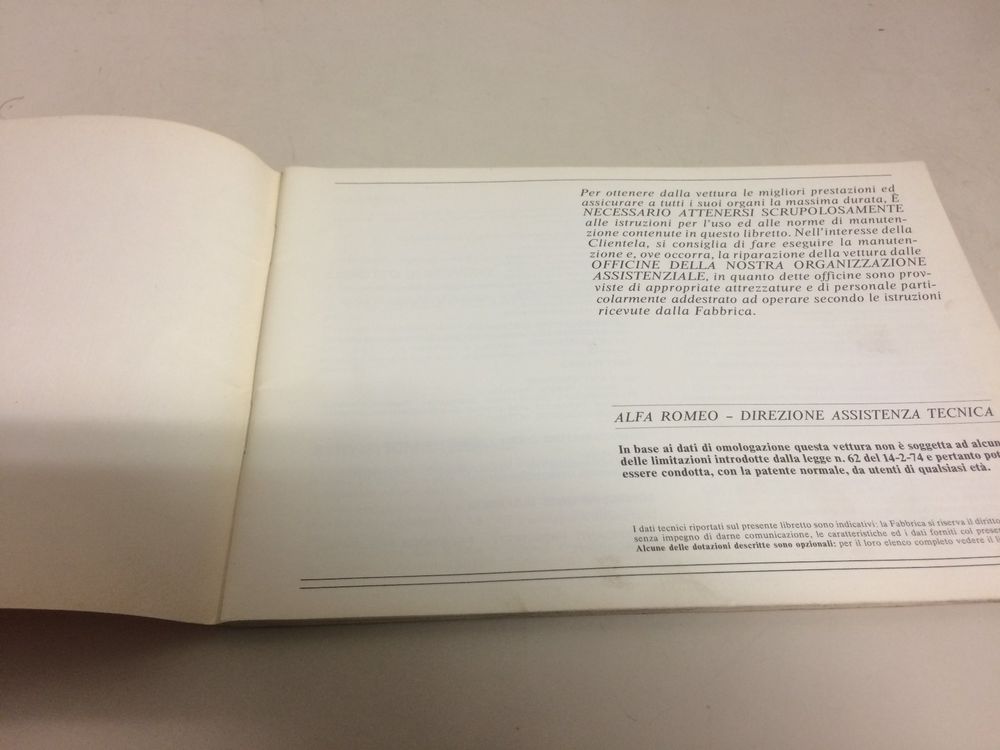 Per ottenere dalla vettura le migliori prestazioni ed
assicurare a tutti i suoi organi la massima durata, È
NECESSARIO ATTENERSI SCRUPOLOSAMENTE
alle istruzioni per l'uso ed alle norme di manuten-
zione contenute in questo libretto. Nell'interesse della
Clientela, si consiglia di fare eseguire la manuten-
zione e, ove occorra, la riparazione della vettura dalle
OFFICINE DELLA NOSTRA ORGANIZZAZIONE
ASSISTENZIALE, in quanto dette officine sono prov-
viste di appropriate attrezzature e di personale parti-
colarmente addestrato ad operare secondo le istruzioni
ricevute dalla Fabbrica.
ALFA ROMEO – DIREZIONE ASSISTENZA TECNICA
In base ai dati di omologazione questa vettura non è soggetta ad alcun
delle limitazioni introdotte dalla legge n. 62 del 14-2-74 e pertanto pot
essere condotta, con la patente normale, da utenti di qualsiasi età.
I dati tecnici riportati sul presente libretto sono indicativi: la Fabbrica si riserva il diritto
senza impegno di darne comunicazione, le caratteristiche ed i dati forniti col prese
Alcune delle dotazioni descritte sono opzionali: per il loro elenco completo vedere il